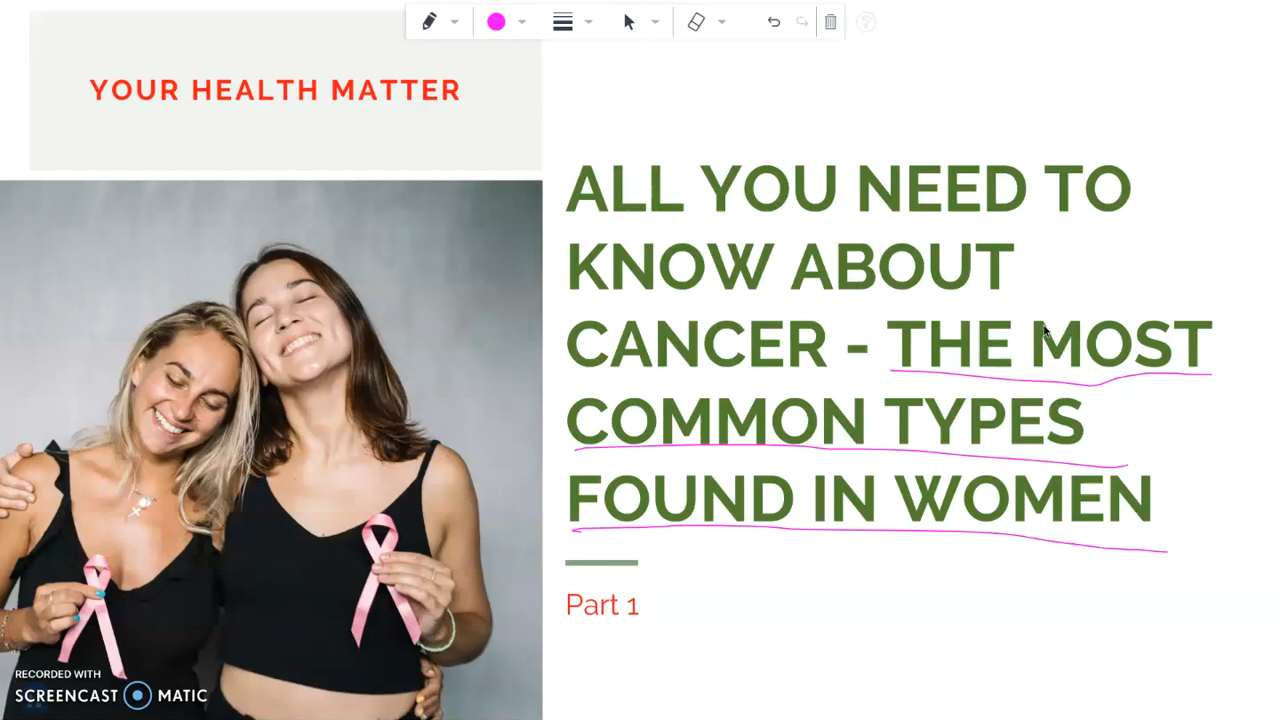 YOUR HEALTH MATTER
ALL YOU NEED TO
KNOW ABOUT
CANCER - THE MOST
COMMON TYPES
FOUND IN WOMEN
Part 1
RECORDED WITH
SCREENCAST MATIC